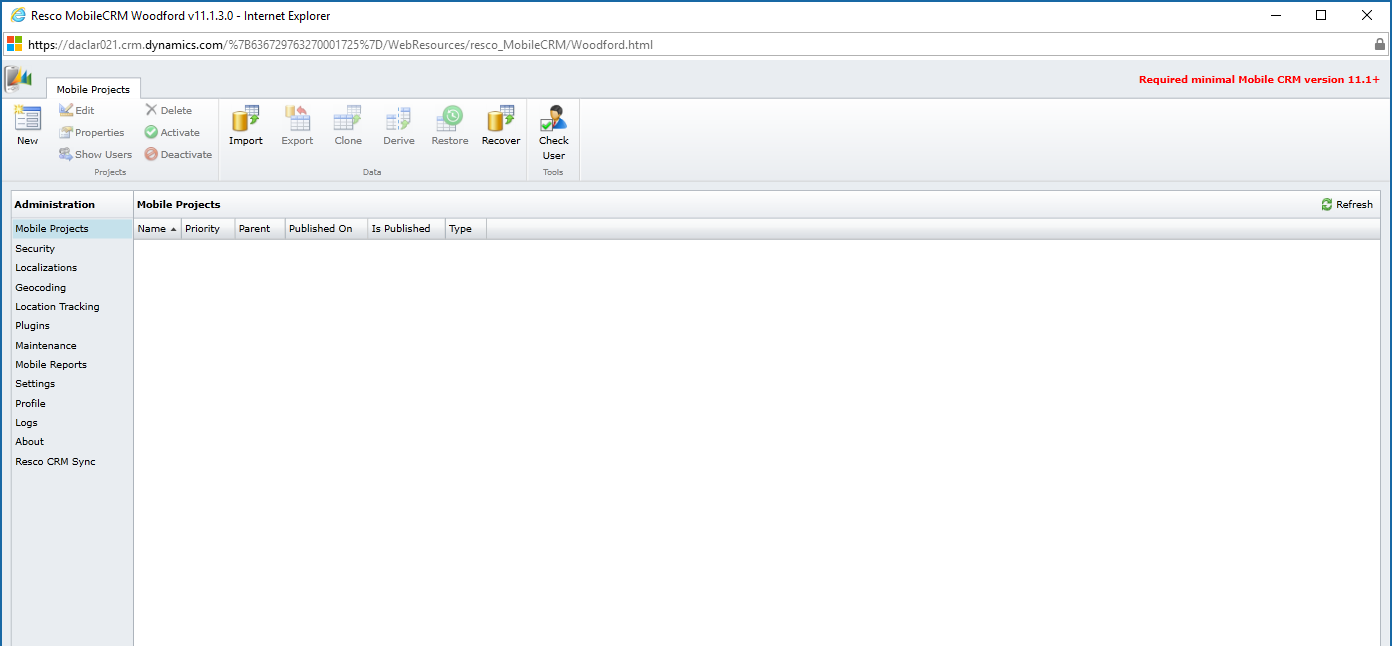 Resco MobileCRM Woodford v11.1.3.0 - Internet Explorer
https://daclar021.crm.dynamics.com/%7B636729763270001725%7D/WebResources/resco_MobileCRM/Woodford.html
Mobile Projects
Required minimal Mobile CRM version 11.1+
New
Edit
Properties
Show Users
Delete
Activate
Deactivate
Projects
Import
Export
Clone
Derive
Restore
Recover
Data
Check
User
Tools
Administration
Mobile Projects
Security
Localizations
Geocoding
Location Tracking
Plugins
Maintenance
Mobile Reports
Settings
Profile
Logs
About
Resco CRM Sync
Mobile Projects
Refresh
Name Priority Parent Published On Is Published Type